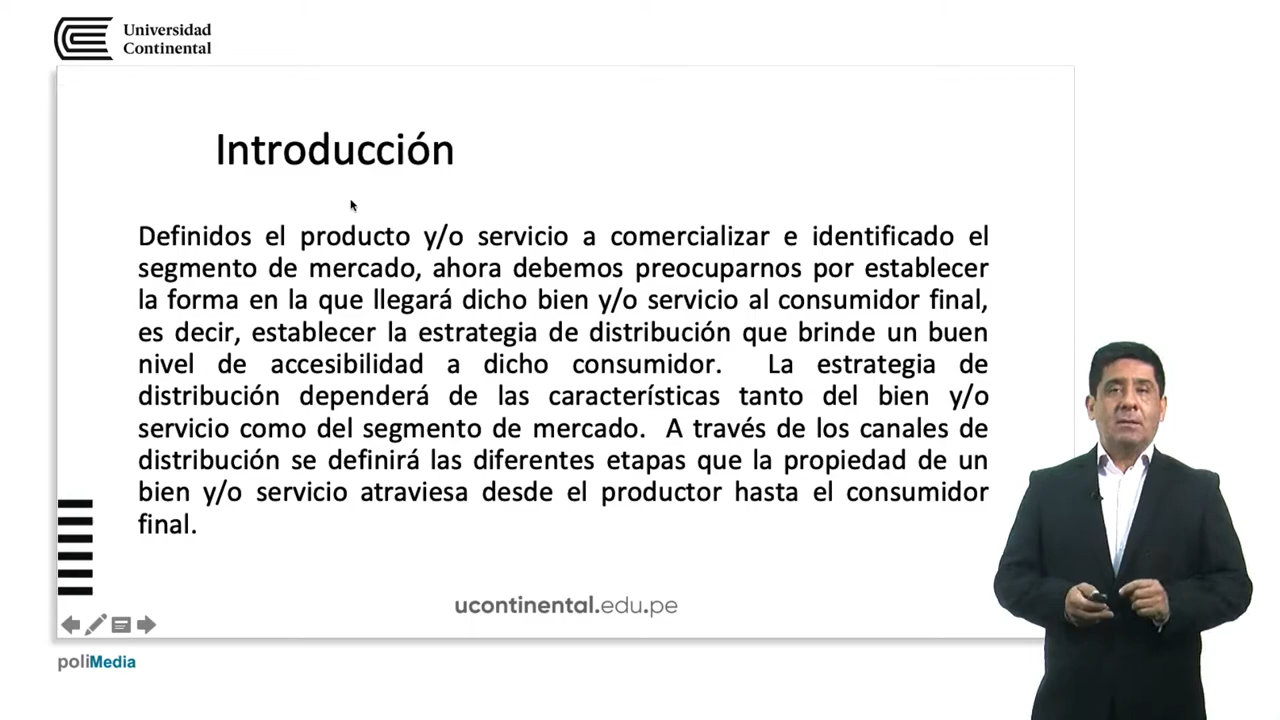 Universidad
Continental
Introducción
Definidos el producto y/o servicio a comercializar e identificado el
segmento de mercado, ahora debemos preocuparnos por establecer
la forma en la que llegará dicho bien y/o servicio al consumidor final,
es decir, establecer la estrategia de distribución que brinde un buen
nivel de accesibilidad a dicho consumidor. La estrategia de
distribución dependerá de las características tanto del bien y/o
servicio como del segmento de mercado. A través de los canales de
distribución se definirá las diferentes etapas que la propiedad de un
bien y/o servicio atraviesa desde el productor hasta el consumidor
final.
ucontinental.edu.pe
poliMedia